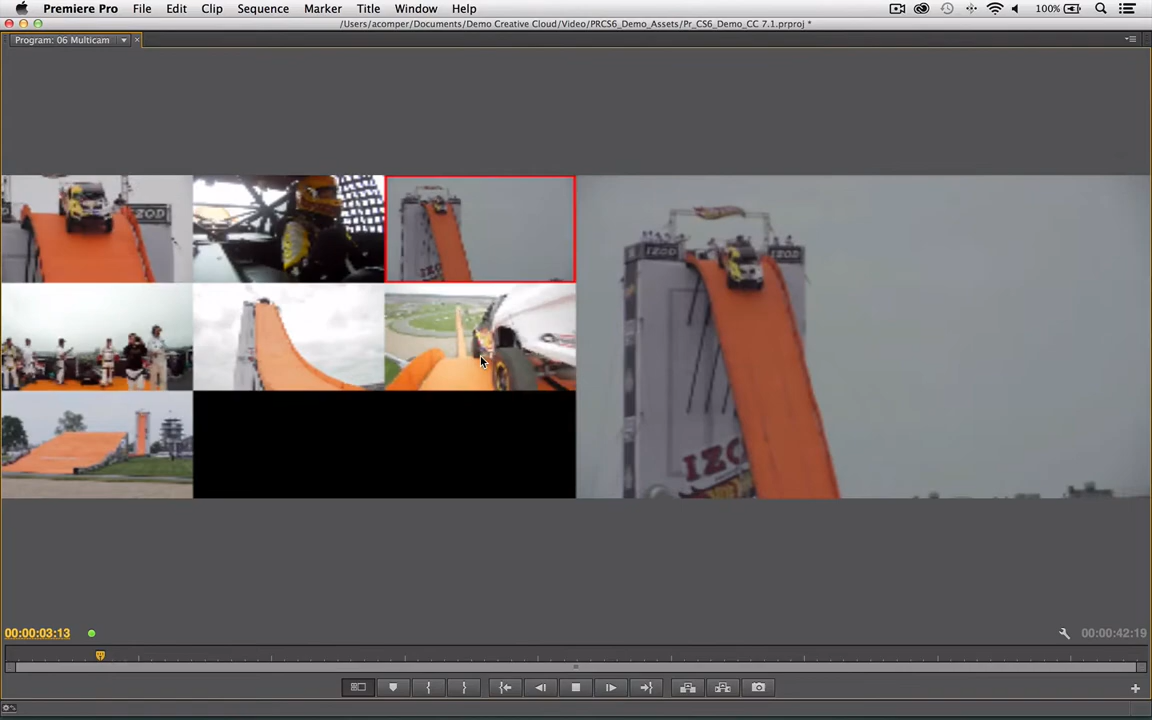 Premiere Pro File Edit Clip Sequence Marker Title Window Help 100%
/Users/acomper/Documents/Demo Creative Cloud/Video/PRCS6_Demo_Assets/Pr_CS6_Demo_CC 7.1.prproj *
Program: 06 Multicam
IZOD
IZOD
IZOD IZOD
IZO
00:00:03:13
00:00:42:19